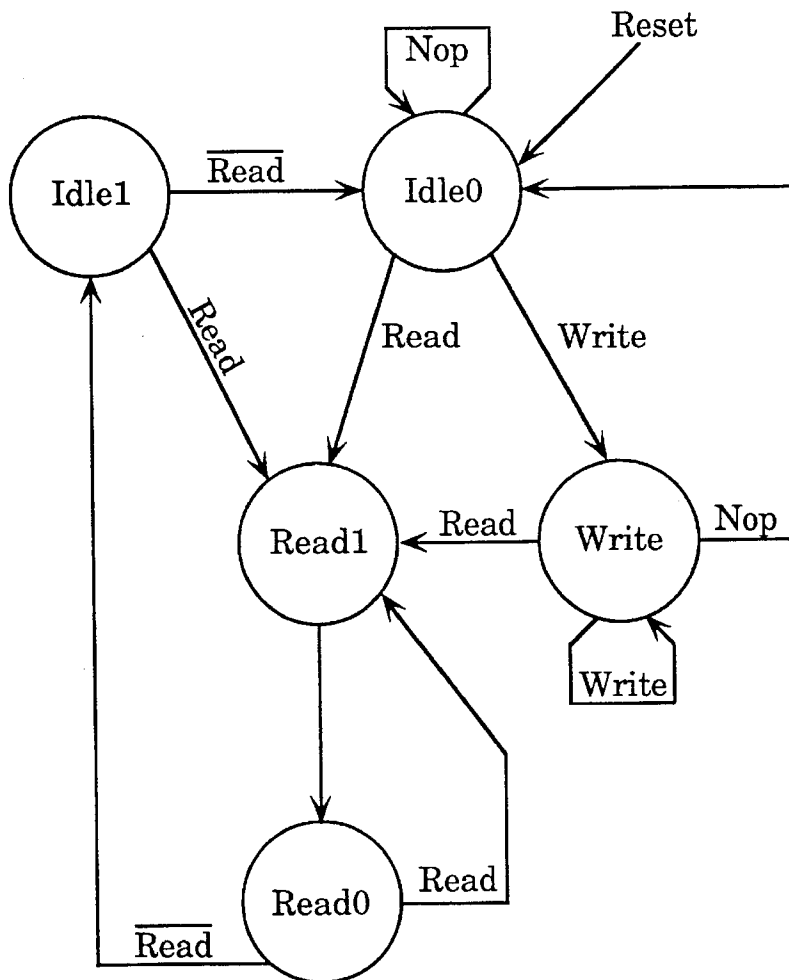 Reset
Nop
Read
Idle1
Idle0
Read
Read
Write
Read1
Read
Write
Nop
Write
Read0
Read
Read